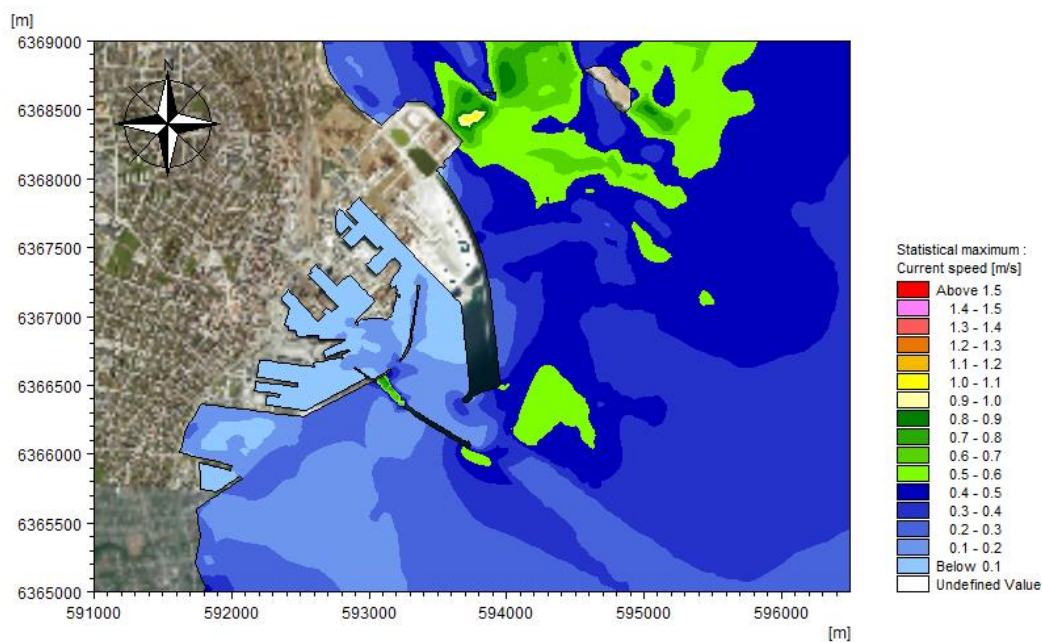 [m]
6369000
6368500
6368000
6367500
6367000
6366500
6366000
6365500
6365000
591000 592000 593000 594000 595000 596000
[m]
N
Statistical maximum :
Current speed [m/s]
Above 1.5
1.4 - 1.5
1.3 - 1.4
1.2 - 1.3
1.1 - 1.2
1.0 - 1.1
0.9 - 1.0
0.8 - 0.9
0.7 - 0.8
0.6 - 0.7
0.5 - 0.6
0.4 - 0.5
0.3 - 0.4
0.2 - 0.3
0.1 - 0.2
Below 0.1
Undefined Value